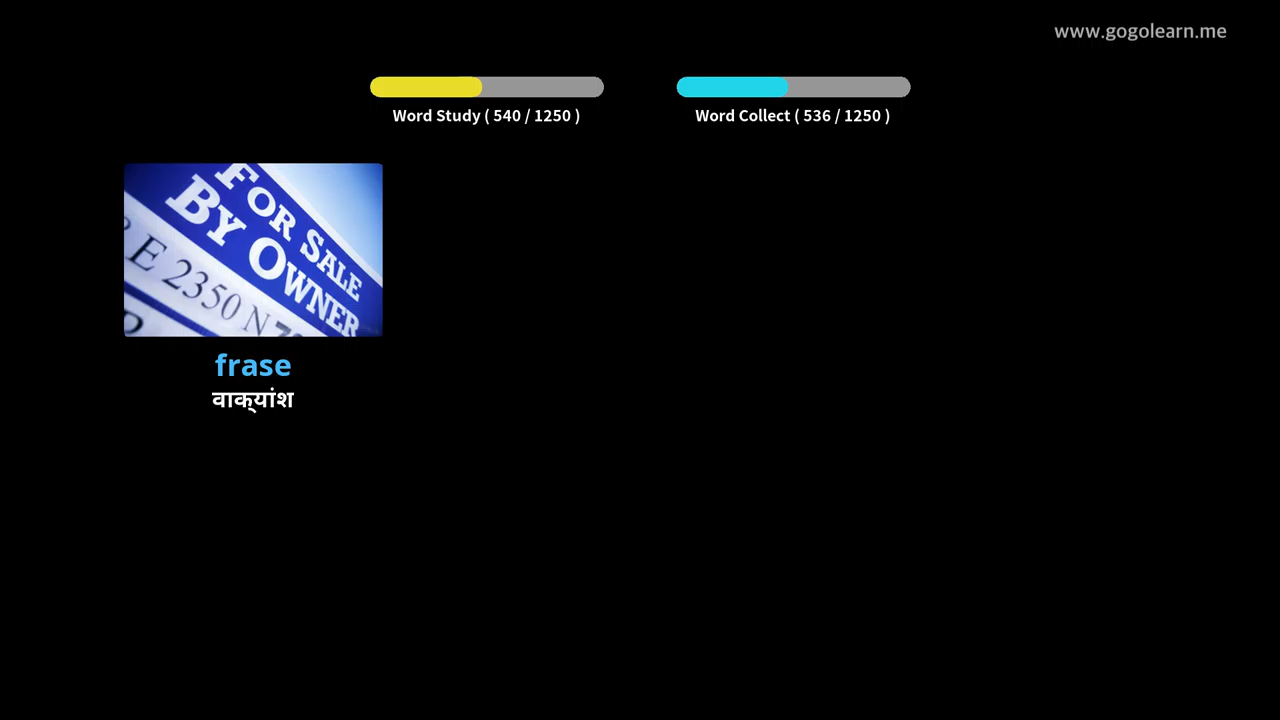 www.gogolearn.me
Word Study ( 540 / 1250 )
Word Collect ( 536 / 1250 )
FOR SALE
BY OWNER
E 2350 N
frase
वाक्यांश